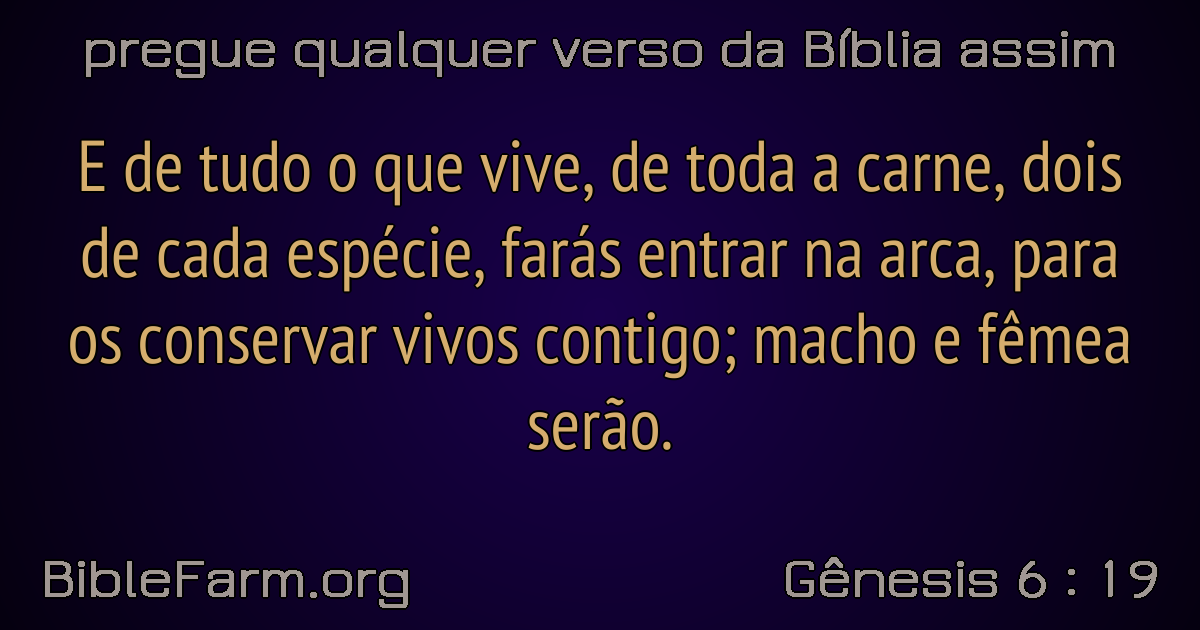 pregue qualquer verso da Bíblia assim
E de tudo o que vive, de toda a carne, dois
de cada espécie, farás entrar na arca, para
os conservar vivos contigo; macho e fêmea
serão.
BibleFarm.org
Gênesis 6 : 19